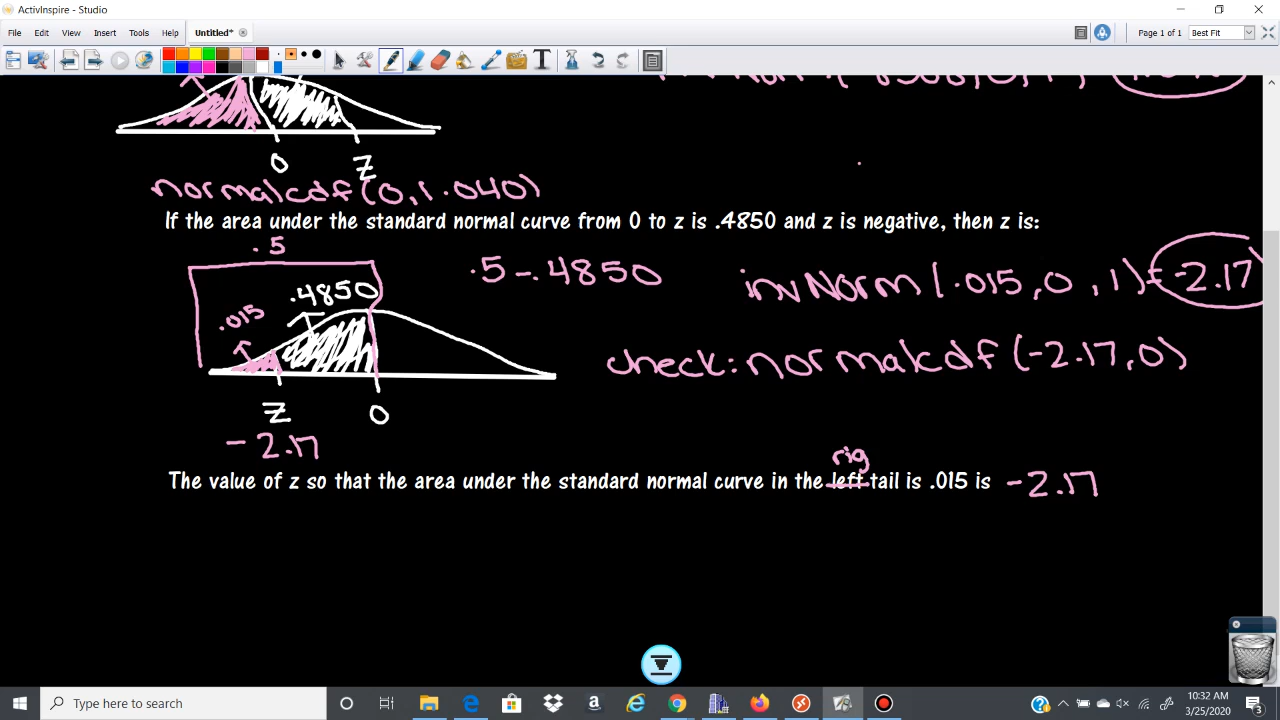 ActivInspire - Studio
File Edit View Insert Tools Help Untitled* Page 1 of 1 Best Fit
0 z
normalcdf(0,1.040)
If the area under the standard normal curve from 0 to z is .4850 and z is negative, then z is:
.5
.5-.4850
invNorm(.015,0,1)=-2.17
.4850
.015
check: normalcdf(-2.17,0)
z 0
-2.17
rig
The value of z so that the area under the standard normal curve in the left tail is .015 is -2.17
Type here to search
10:32 AM
3/25/2020
3